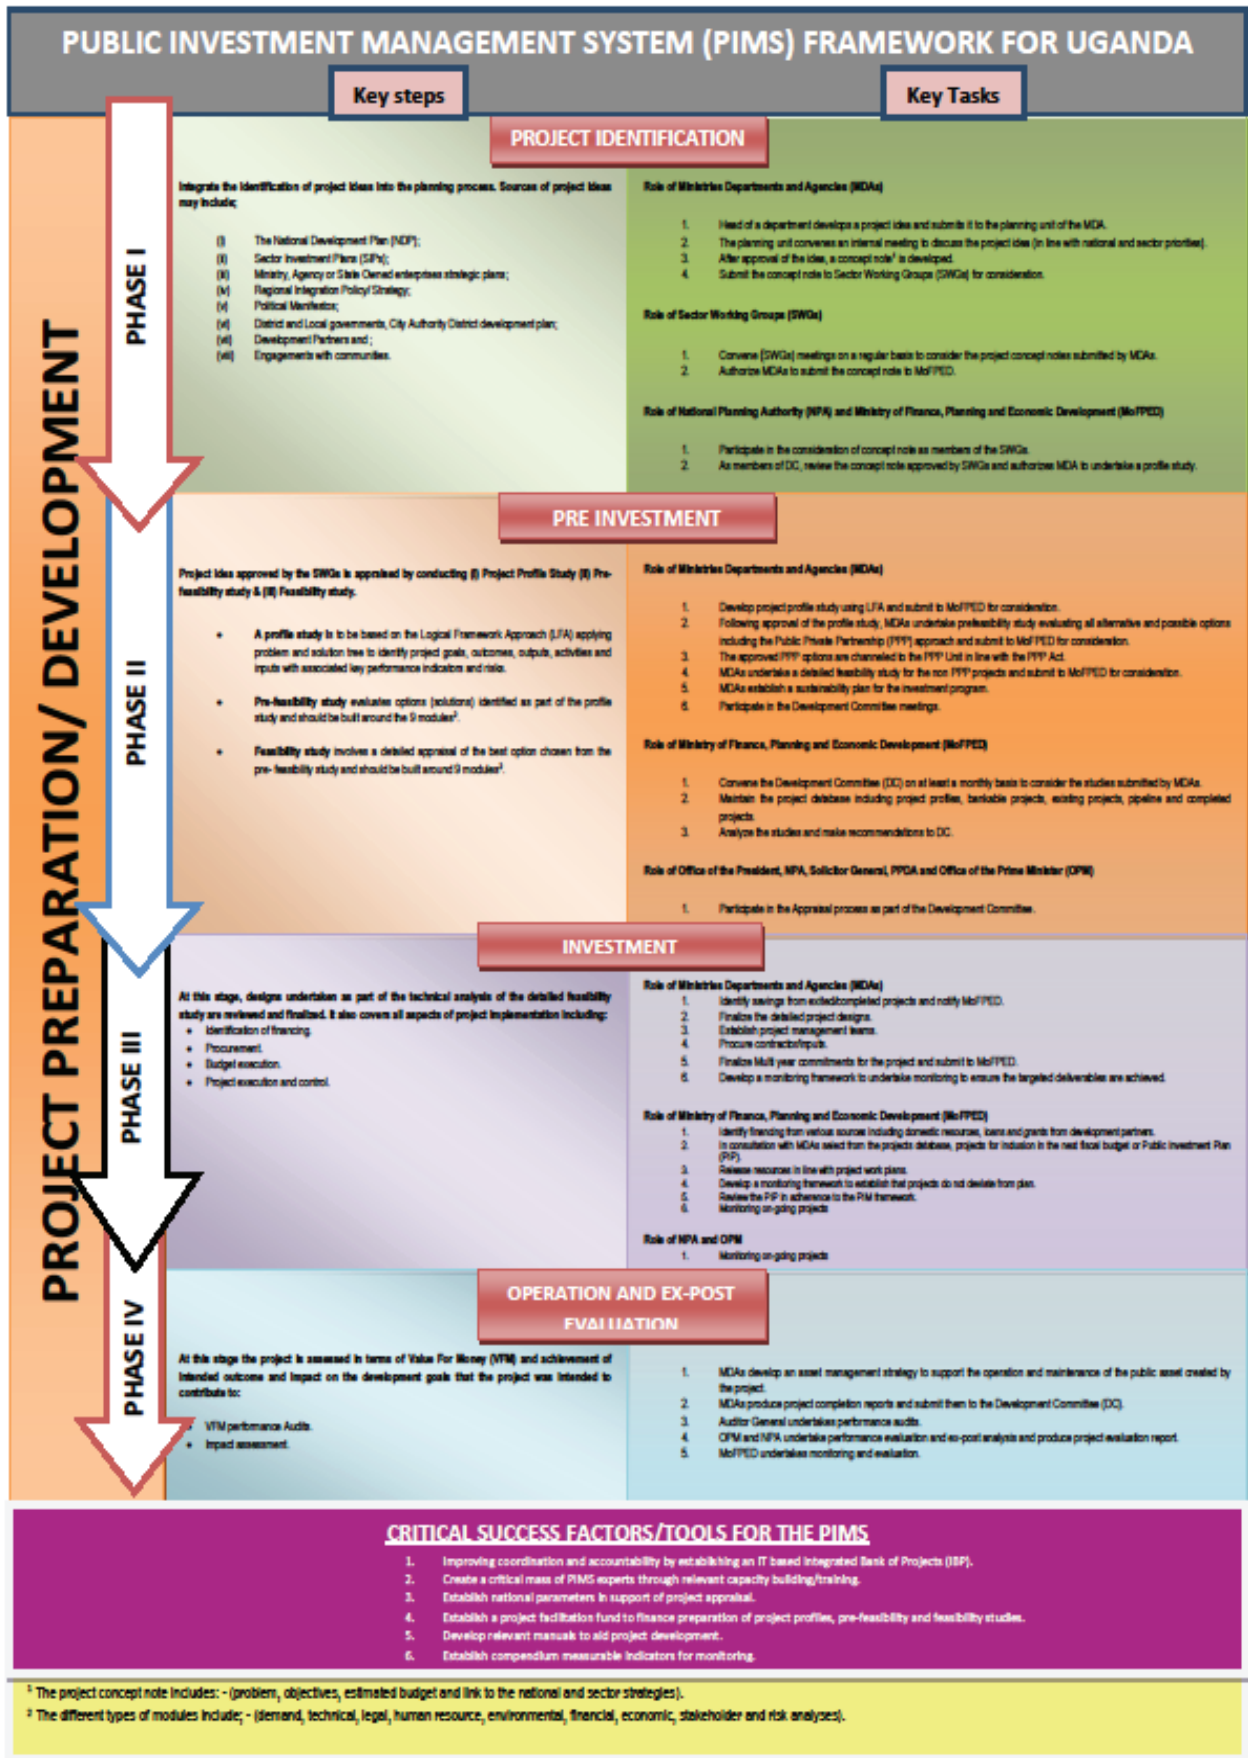 PUBLIC INVESTMENT MANAGEMENT SYSTEM (PIMS) FRAMEWORK FOR UGANDA
Key steps
Key Tasks
PROJECT PREPARATION/ DEVELOPMENT
PHASE I
PROJECT IDENTIFICATION
Integrate the identification of project ideas into the planning process. Sources of project ideas
may include;
(i) The National Development Plan (NDP);
(ii) Sector Investment Plans (SIPs);
(iii) Ministry, Agency or State Owned enterprises strategic plans;
(iv) Regional Integration Policy/ Strategy;
(v) Political Manifestos;
(vi) District and Local governments, City Authority District development plan;
(vii) Development Partners and ;
(viii) Engagements with communities.
Role of Ministries Departments and Agencies (MDAs)
1. Head of a department develops a project idea and submits it to the planning unit of the MDA.
2. The planning unit convenes an internal meeting to discuss the project idea (in line with national and sector priorities).
3. After approval of the idea, a concept note¹ is developed.
4. Submit the concept note to Sector Working Groups (SWGs) for consideration.
Role of Sector Working Groups (SWGs)
1. Convene [SWGs] meetings on a regular basis to consider the project concept notes submitted by MDAs.
2. Authorize MDAs to submit the concept note to MoFPED.
Role of National Planning Authority (NPA) and Ministry of Finance, Planning and Economic Development (MoFPED)
1. Participate in the consideration of concept note as members of the SWGs.
2. As members of DC, review the concept note approved by SWGs and authorizes MDA to undertake a profile study.
PHASE II
PRE INVESTMENT
Project idea approved by the SWGs is appraised by conducting (i) Project Profile Study (ii) Pre-
feasibility study & (iii) Feasibility study.
• A profile study is to be based on the Logical Framework Approach (LFA) applying
problem and solution tree to identify project goals, outcomes, outputs, activities and
inputs with associated key performance indicators and risks.
• Pre-feasibility study evaluates options (solutions) identified as part of the profile
study and should be built around the 9 modules².
• Feasibility study involves a detailed appraisal of the best option chosen from the
pre- feasibility study and should be built around 9 modules².
Role of Ministries Departments and Agencies (MDAs)
1. Develop project profile study using LFA and submit to MoFPED for consideration.
2. Following approval of the profile study, MDAs undertake prefeasibility study evaluating all alternative and possible options
including the Public Private Partnership (PPP) approach and submit to MoFPED for consideration.
3. The approved PPP options are channeled to the PPP Unit in line with the PPP Act.
4. MDAs undertake a detailed feasibility study for the non PPP projects and submit to MoFPED for consideration.
5. MDAs establish a sustainability plan for the investment program.
6. Participate in the Development Committee meetings.
Role of Ministry of Finance, Planning and Economic Development (MoFPED)
1. Convene the Development Committee (DC) on at least a monthly basis to consider the studies submitted by MDAs.
2. Maintain the project database including project profiles, bankable projects, existing projects, pipeline and completed
projects.
3. Analyze the studies and make recommendations to DC.
Role of Office of the President, NPA, Solicitor General, PPDA and Office of the Prime Minister (OPM)
1. Participate in the Appraisal process as part of the Development Committee.
PHASE III
INVESTMENT
At this stage, designs undertaken as part of the technical analysis of the detailed feasibility
study are reviewed and finalized. It also covers all aspects of project implementation including:
• Identification of financing.
• Procurement.
• Budget execution.
• Project execution and control.
Role of Ministries Departments and Agencies (MDAs)
1. Identify savings from exited/completed projects and notify MoFPED.
2. Finalize the detailed project designs.
3. Establish project management teams.
4. Procure contractor/inputs.
5. Finalize Multi year commitments for the project and submit to MoFPED.
6. Develop a monitoring framework to undertake monitoring to ensure the targeted deliverables are achieved.
Role of Ministry of Finance, Planning and Economic Development (MoFPED)
1. Identify financing from various sources including domestic resources, loans and grants from development partners.
2. In consultation with MDAs select from the projects database, projects for inclusion in the next fiscal budget or Public Investment Plan
(PIP).
3. Release resources in line with project work plans.
4. Develop a monitoring framework to establish that projects do not deviate from plan.
5. Review the PIP in adherence to the PIM framework.
6. Monitoring on-going projects
Role of NPA and OPM
1. Monitoring on-going projects
PHASE IV
OPERATION AND EX-POST
EVALUATION
At this stage the project is assessed in terms of Value For Money (VFM) and achievement of
intended outcome and impact on the development goals that the project was intended to
contribute to:
• VFM performance Audits.
• Impact assessment.
1. MDAs develop an asset management strategy to support the operation and maintenance of the public asset created by
the project.
2. MDAs produce project completion reports and submit them to the Development Committee (DC).
3. Auditor General undertakes performance audits.
4. OPM and NPA undertake performance evaluation and ex-post analysis and produce project evaluation report.
5. MoFPED undertakes monitoring and evaluation.
CRITICAL SUCCESS FACTORS/TOOLS FOR THE PIMS
1. Improving coordination and accountability by establishing an IT based Integrated Bank of Projects (IBP).
2. Create a critical mass of PIMS experts through relevant capacity building/training.
3. Establish national parameters in support of project appraisal.
4. Establish a project facilitation fund to finance preparation of project profiles, pre-feasibility and feasibility studies.
5. Develop relevant manuals to aid project development.
6. Establish compendium measurable indicators for monitoring.
¹ The project concept note includes: - (problem, objectives, estimated budget and link to the national and sector strategies).
² The different types of modules include; - (demand, technical, legal, human resource, environmental, financial, economic, stakeholder and risk analyses).